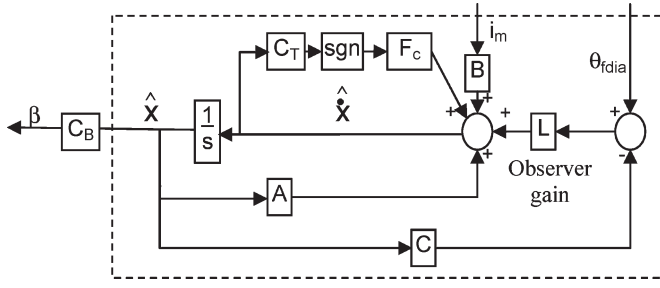 i_m
C_T
sgn
F_c
B
θ_fdia
β
C_B
x̂
1
s
ẋ̂
+
+
+
+
L
+
-
Observer
gain
A
C